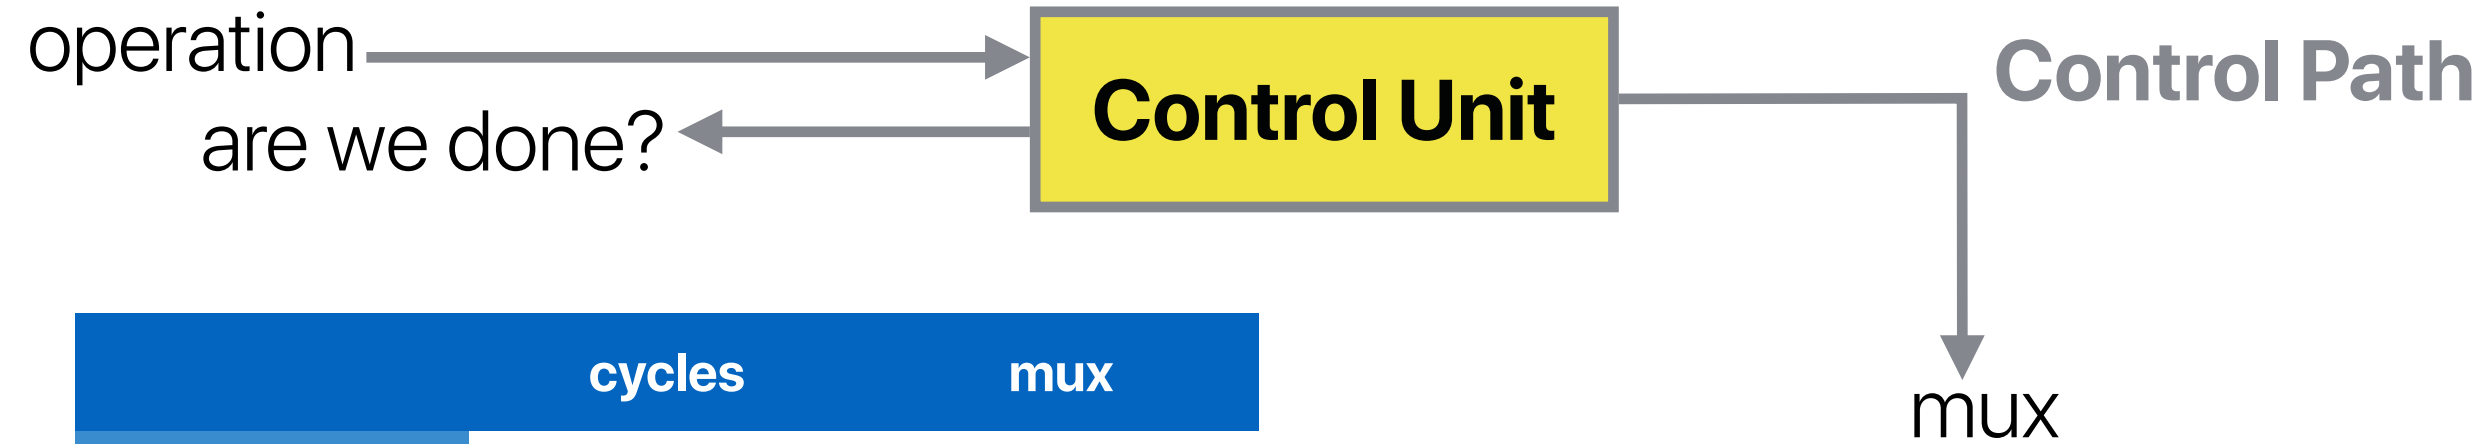 operation
are we done?
Control Unit
Control Path
cycles mux
mux